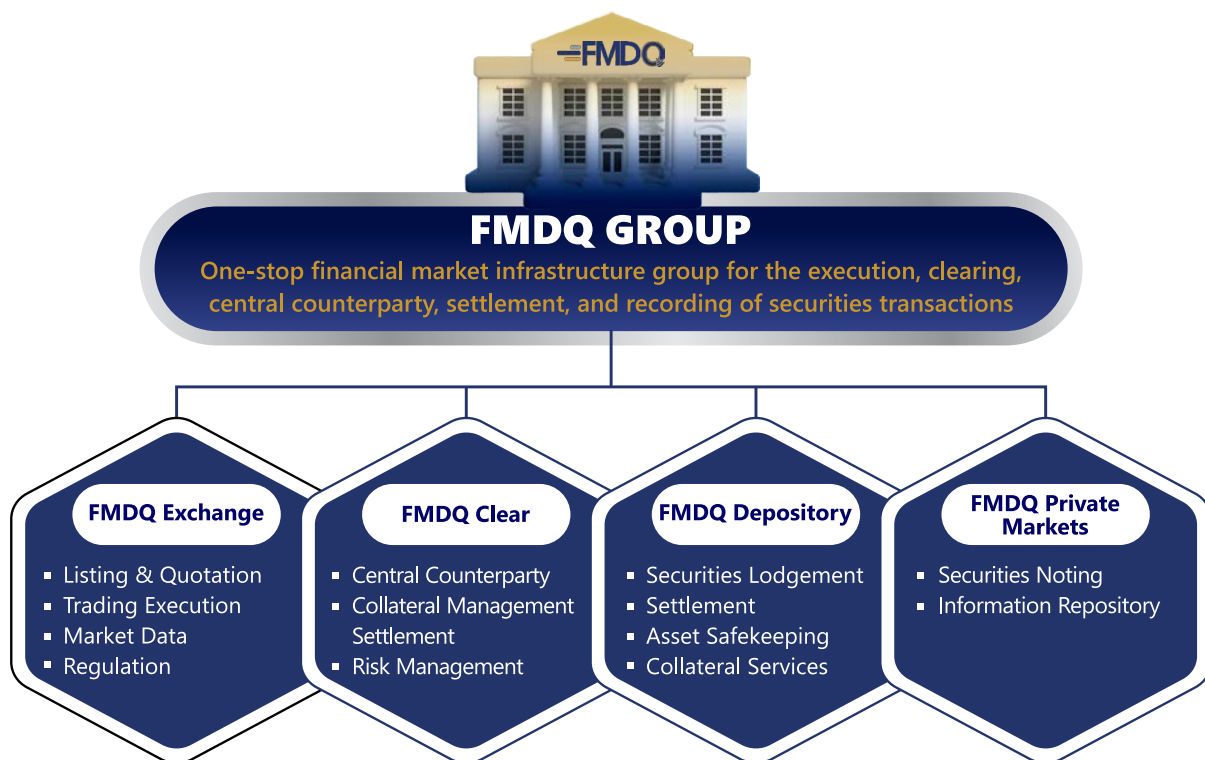 FMDQ
FMDQ GROUP
One-stop financial market infrastructure group for the execution, clearing,
central counterparty, settlement, and recording of securities transactions
FMDQ Exchange
▪ Listing & Quotation
▪ Trading Execution
▪ Market Data
▪ Regulation
FMDQ Clear
▪ Central Counterparty
▪ Collateral Management
Settlement
▪ Risk Management
FMDQ Depository
▪ Securities Lodgement
▪ Settlement
▪ Asset Safekeeping
▪ Collateral Services
FMDQ Private
Markets
▪ Securities Noting
▪ Information Repository